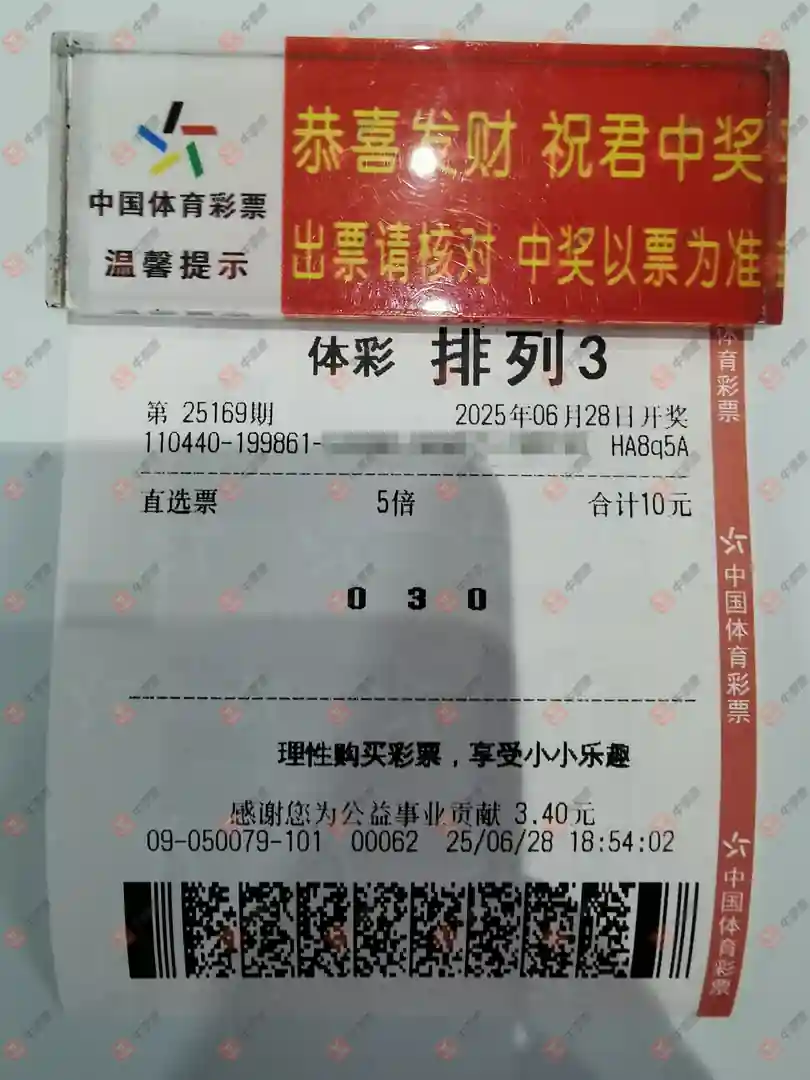 恭喜发财 祝君中奖
中国体育彩票
温馨提示
出票请核对 中奖以票为准
体彩 排列3
第 25169期 2025年06月28日开奖
110440-199861- HA8q5A
直选票 5倍 合计10元
0 3 0
理性购买彩票，享受小小乐趣
感谢您为公益事业贡献 3.40元
09-050079-101 00062 25/06/28 18:54:02
体育彩票
中国体育彩票
中国体育彩票